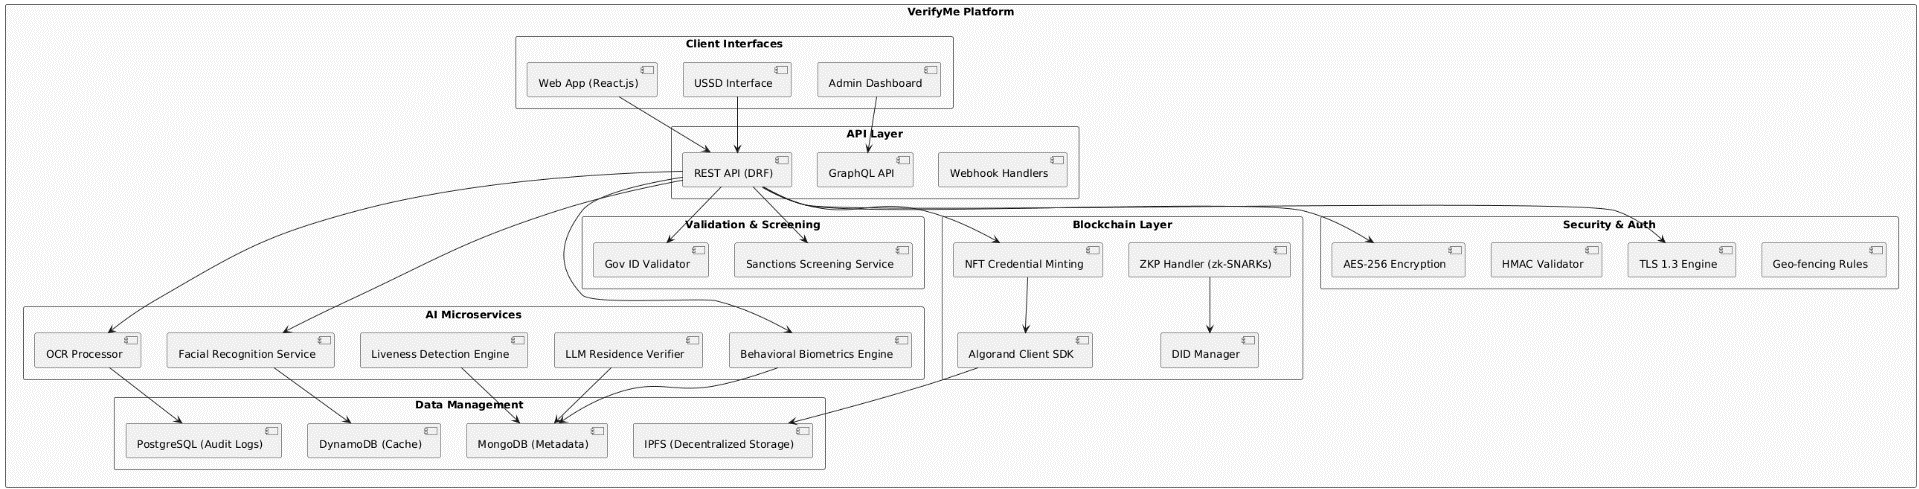 VerifyMe Platform
Client Interfaces
Web App (React.js)
USSD Interface
Admin Dashboard
API Layer
REST API (DRF)
GraphQL API
Webhook Handlers
Validation & Screening
Gov ID Validator
Sanctions Screening Service
Blockchain Layer
NFT Credential Minting
ZKP Handler (zk-SNARKs)
Algorand Client SDK
DID Manager
Security & Auth
AES-256 Encryption
HMAC Validator
TLS 1.3 Engine
Geo-fencing Rules
AI Microservices
OCR Processor
Facial Recognition Service
Liveness Detection Engine
LLM Residence Verifier
Behavioral Biometrics Engine
Data Management
PostgreSQL (Audit Logs)
DynamoDB (Cache)
MongoDB (Metadata)
IPFS (Decentralized Storage)